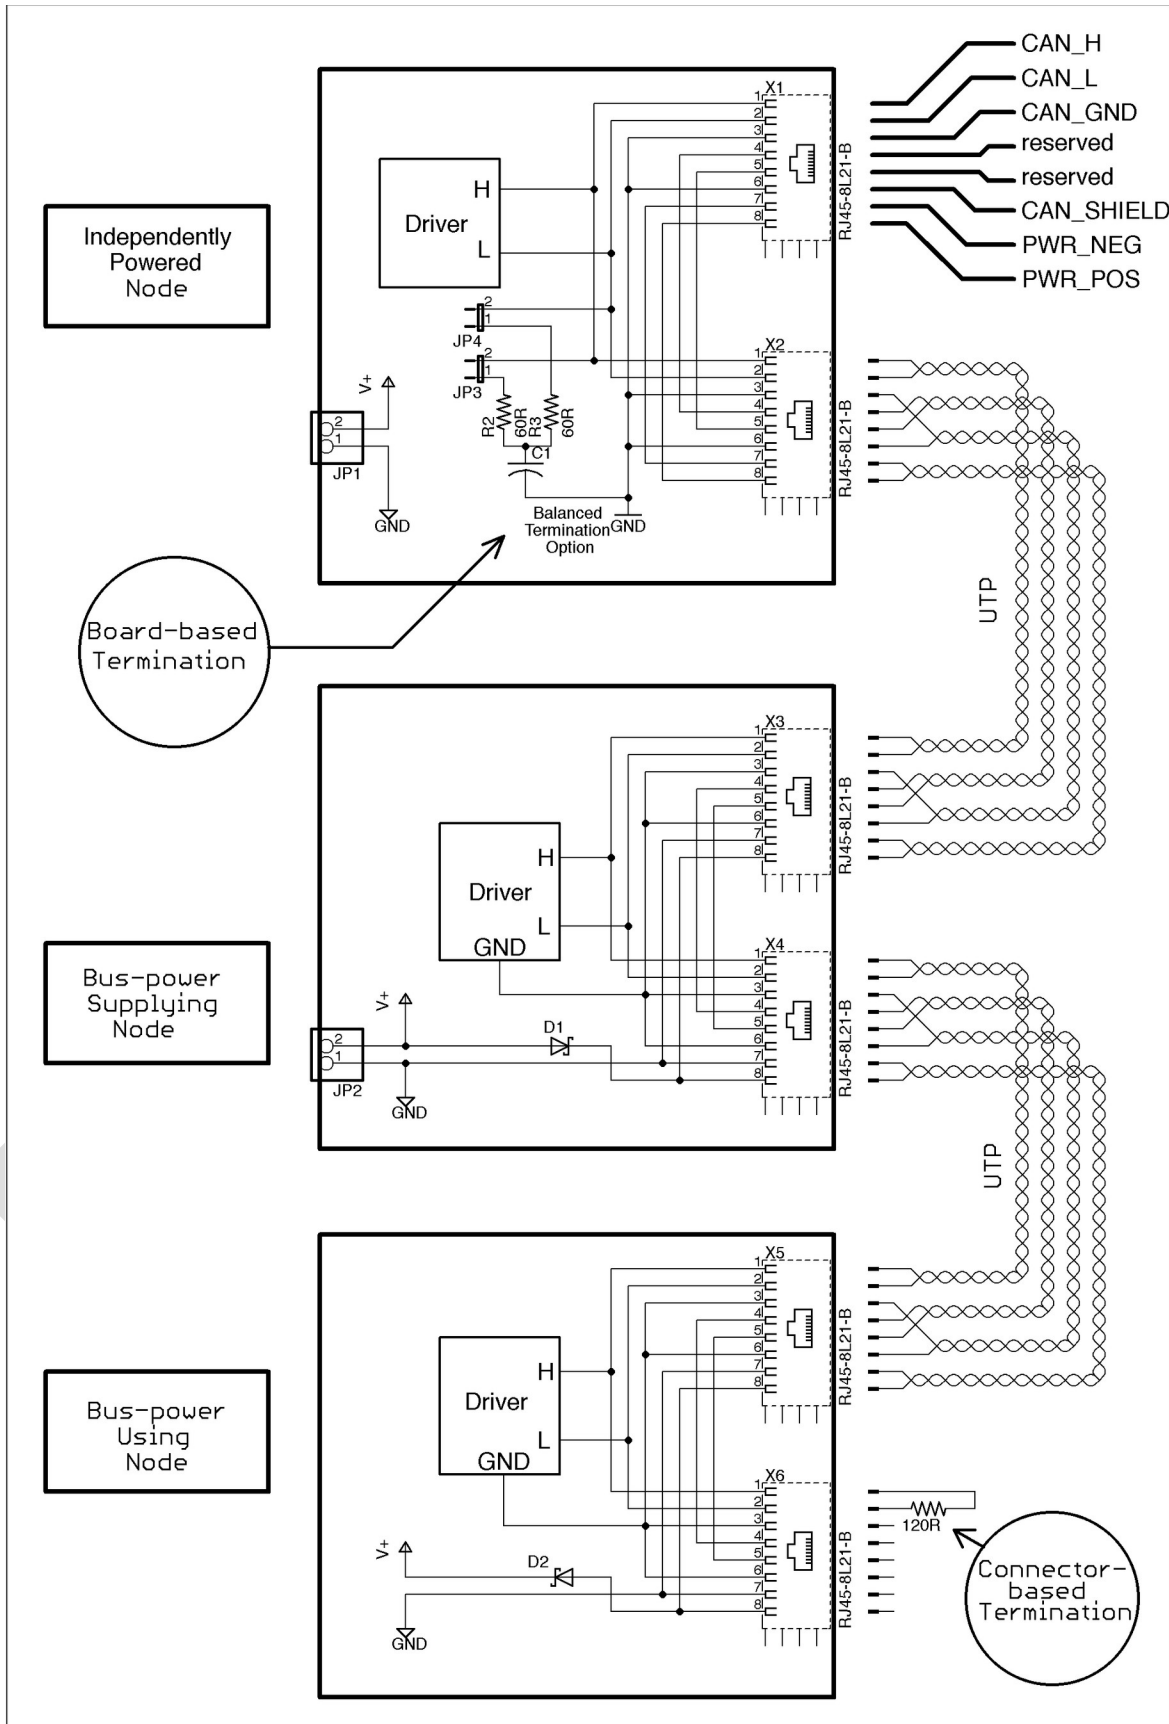 CAN_H
CAN_L
CAN_GND
reserved
reserved
CAN_SHIELD
PWR_NEG
PWR_POS
X1
1
2
3
4
5
6
7
8
RJ45-8L21-B
H
Driver
L
Independently
Powered
Node
2
1
JP4
2
1
JP3
V+
R2
60R
R3
60R
C1
2
1
JP1
GND
Balanced
Termination
Option
GND
X2
1
2
3
4
5
6
7
8
RJ45-8L21-B
UTP
Board-based
Termination
X3
1
2
3
4
5
6
7
8
RJ45-8L21-B
H
Driver
L
GND
X4
1
2
3
4
5
6
7
8
RJ45-8L21-B
Bus-power
Supplying
Node
V+
D1
2
1
JP2
GND
UTP
X5
1
2
3
4
5
6
7
8
RJ45-8L21-B
H
Driver
L
GND
Bus-power
Using
Node
X6
1
2
3
4
5
6
7
8
RJ45-8L21-B
V+
D2
GND
120R
Connector-
based
Termination